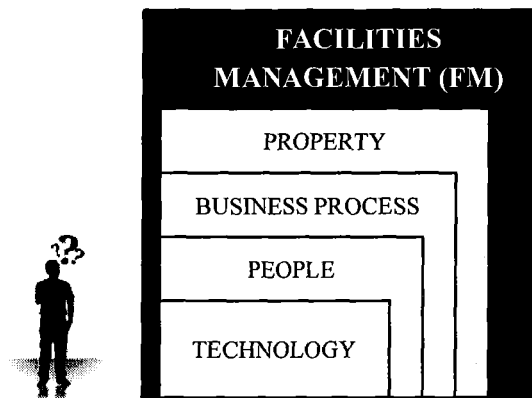 FACILITIES
MANAGEMENT (FM)
PROPERTY
BUSINESS PROCESS
PEOPLE
TECHNOLOGY
???